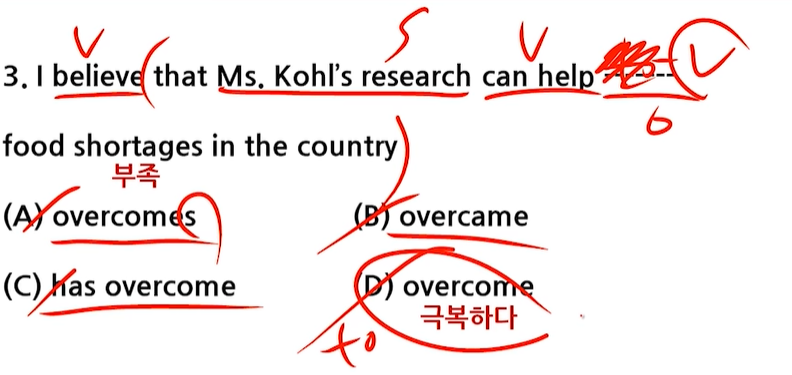 V S V
3. I believe that Ms. Kohl's research can help ------- V
o
food shortages in the country
부족
(A) overcomes (B) overcame
(C) has overcome (D) overcome
극복하다
to